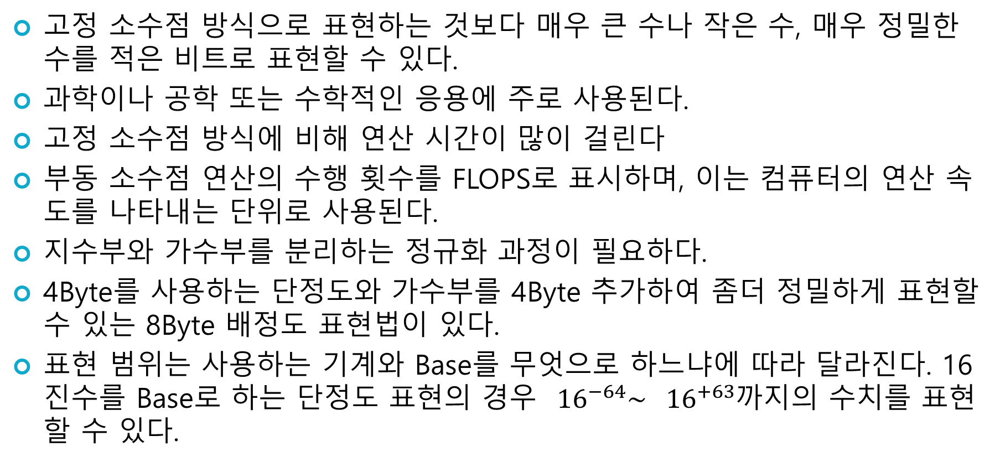 고정 소수점 방식으로 표현하는 것보다 매우 큰 수나 작은 수, 매우 정밀한
수를 적은 비트로 표현할 수 있다.
과학이나 공학 또는 수학적인 응용에 주로 사용된다.
고정 소수점 방식에 비해 연산 시간이 많이 걸린다
부동 소수점 연산의 수행 횟수를 FLOPS로 표시하며, 이는 컴퓨터의 연산 속
도를 나타내는 단위로 사용된다.
지수부와 가수부를 분리하는 정규화 과정이 필요하다.
4Byte를 사용하는 단정도와 가수부를 4Byte 추가하여 좀더 정밀하게 표현할
수 있는 8Byte 배정도 표현법이 있다.
표현 범위는 사용하는 기계와 Base를 무엇으로 하느냐에 따라 달라진다. 16
진수를 Base로 하는 단정도 표현의 경우 16⁻⁶⁴~ 16⁺⁶³까지의 수치를 표현
할 수 있다.